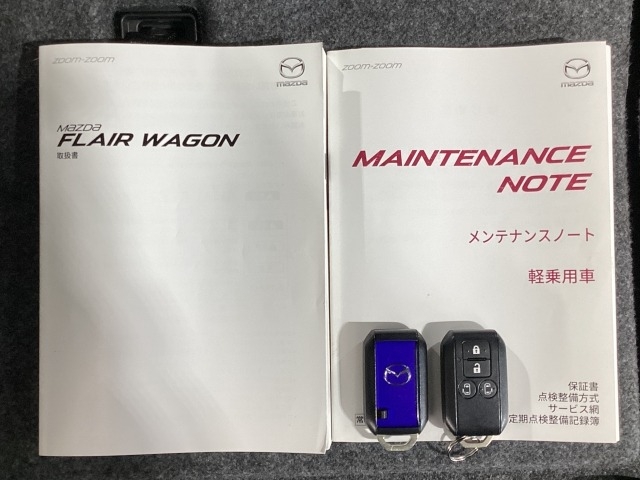 zoom-zoom
mazda
Mazda
FLAIR WAGON
取扱書
zoom-zoom
mazda
MAINTENANCE
NOTE
メンテナンスノート
軽乗用車
保証書
点検整備方式
サービス網
定期点検整備記録簿